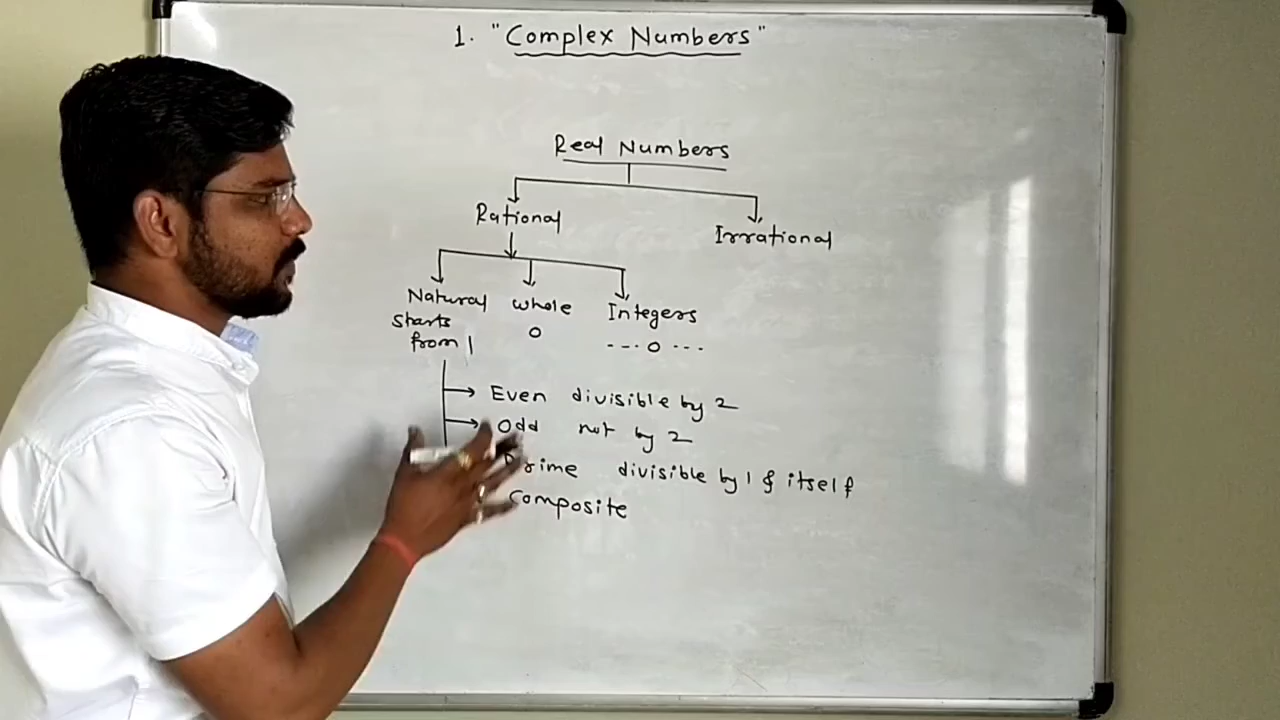 1. "Complex Numbers"
Real Numbers
Rational
Irrational
Natural whole Integers
starts from 1
0
---0---
Even divisible by 2
Odd not by 2
Prime divisible by 1 & itself
Composite